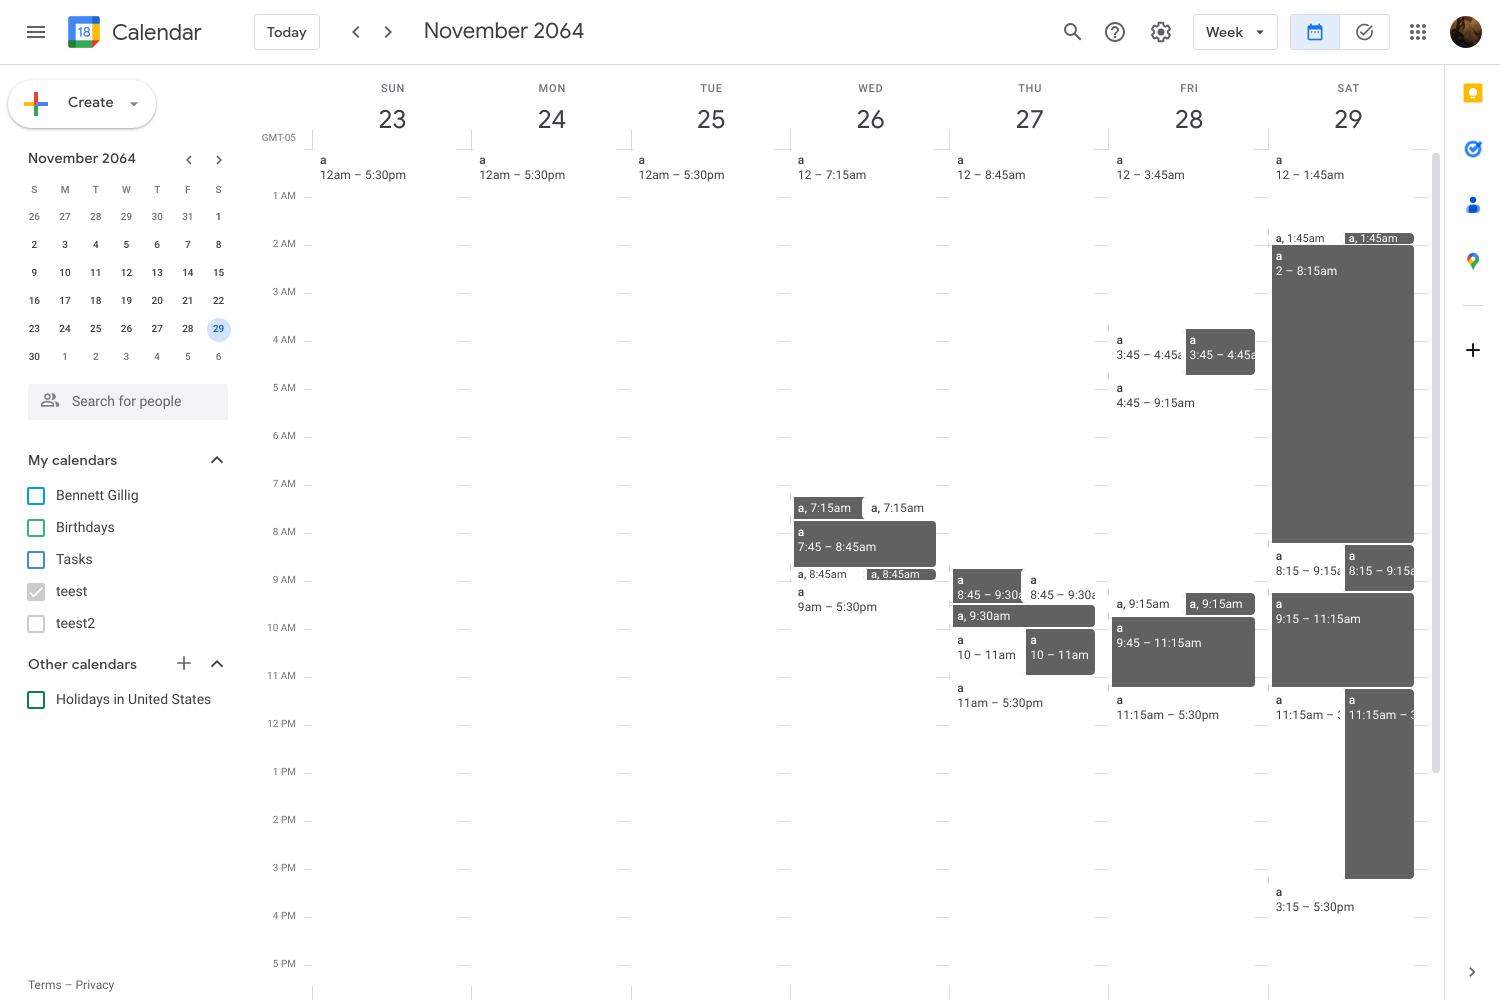 18 Calendar Today November 2064 Week
Create
November 2064
S M T W T F S
26 27 28 29 30 31 1
2 3 4 5 6 7 8
9 10 11 12 13 14 15
16 17 18 19 20 21 22
23 24 25 26 27 28 29
30 1 2 3 4 5 6
Search for people
My calendars
Bennett Gillig
Birthdays
Tasks
teest
teest2
Other calendars
Holidays in United States
Terms – Privacy
GMT-05
SUN MON TUE WED THU FRI SAT
23 24 25 26 27 28 29
1 AM
2 AM
3 AM
4 AM
5 AM
6 AM
7 AM
8 AM
9 AM
10 AM
11 AM
12 PM
1 PM
2 PM
3 PM
4 PM
5 PM
a
12am – 5:30pm
a
12am – 5:30pm
a
12am – 5:30pm
a
12 – 7:15am
a, 7:15am
a, 7:15am
a
7:45 – 8:45am
a, 8:45am
a, 8:45am
a
9am – 5:30pm
a
12 – 8:45am
a
8:45 – 9:30a
a
8:45 – 9:30a
a, 9:30am
a
10 – 11am
a
10 – 11am
a
11am – 5:30pm
a
12 – 3:45am
a
3:45 – 4:45a
a
3:45 – 4:45a
a
4:45 – 9:15am
a, 9:15am
a, 9:15am
a
9:45 – 11:15am
a
11:15am – 5:30pm
a
12 – 1:45am
a, 1:45am
a, 1:45am
a
2 – 8:15am
a
8:15 – 9:15a
a
8:15 – 9:15a
a
9:15 – 11:15am
a
11:15am – 3
a
11:15am – 3
a
3:15 – 5:30pm